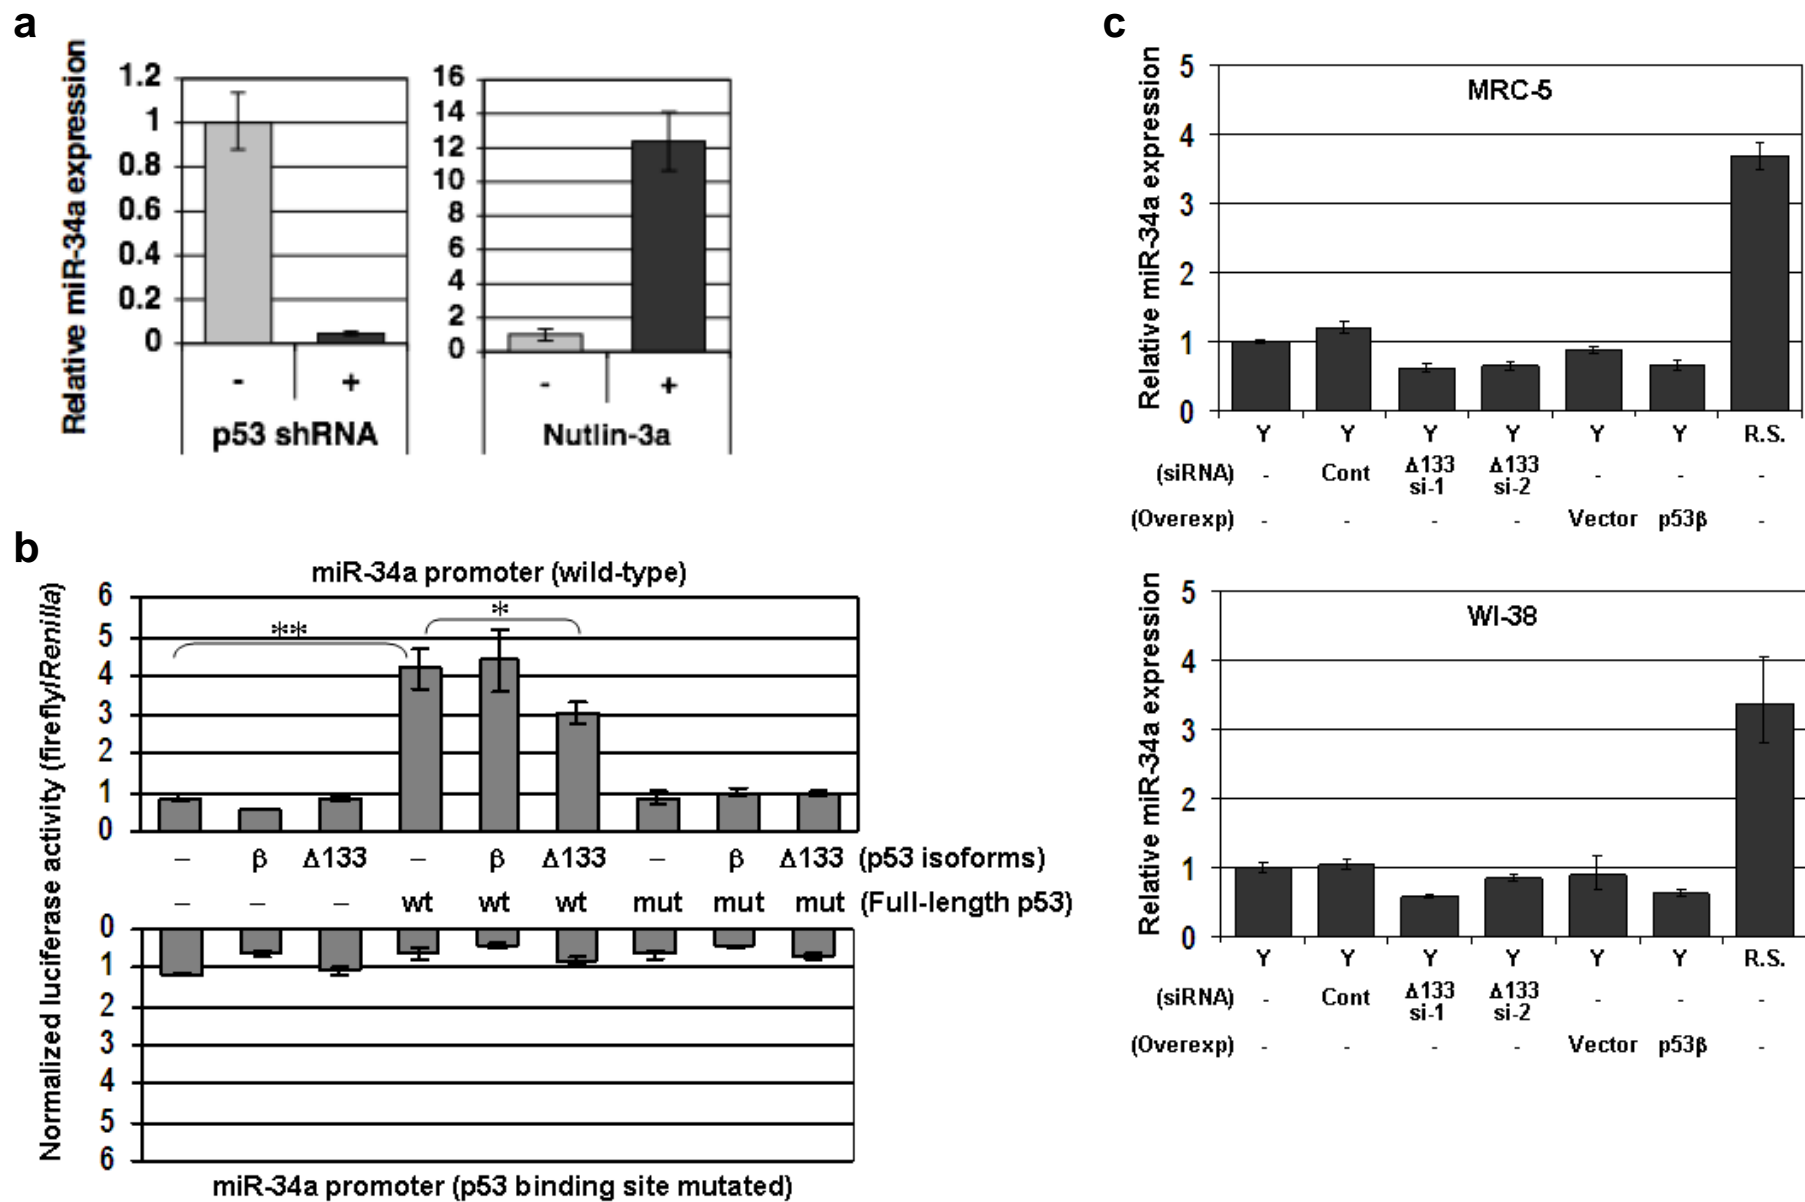 a
Relative miR-34a expression
1.2
1
0.8
0.6
0.4
0.2
0
- +
p53 shRNA
16
14
12
10
8
6
4
2
0
- +
Nutlin-3a
b
miR-34a promoter (wild-type)
Normalized luciferase activity (firefly/Renilla)
6
5
4
3
2
1
0
**
*
– β Δ133 – β Δ133 – β Δ133 (p53 isoforms)
– – – wt wt wt mut mut mut (Full-length p53)
0
1
2
3
4
5
6
miR-34a promoter (p53 binding site mutated)
c
Relative miR-34a expression
MRC-5
5
4
3
2
1
0
Y Y Y Y Y Y R.S.
(siRNA) - Cont Δ133 si-1 Δ133 si-2 - - -
(Overexp) - - - - Vector p53β -
Relative miR-34a expression
WI-38
5
4
3
2
1
0
Y Y Y Y Y Y R.S.
(siRNA) - Cont Δ133 si-1 Δ133 si-2 - - -
(Overexp) - - - - Vector p53β -